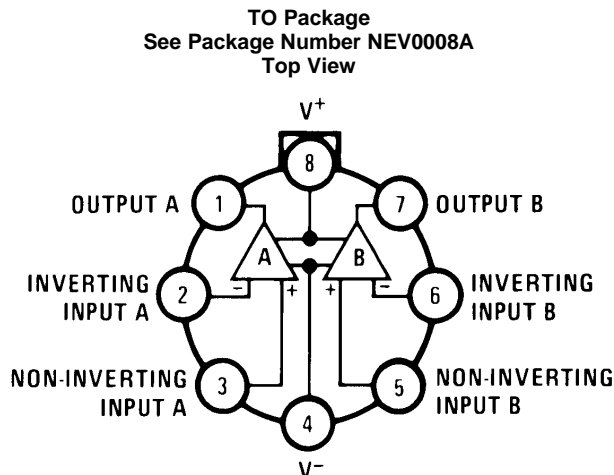 TO Package
See Package Number NEV0008A
Top View
V+
8
OUTPUT A
1
7
OUTPUT B
A
B
INVERTING
INPUT A
2
-
+
+
-
6
INVERTING
INPUT B
NON-INVERTING
INPUT A
3
5
NON-INVERTING
INPUT B
4
V-